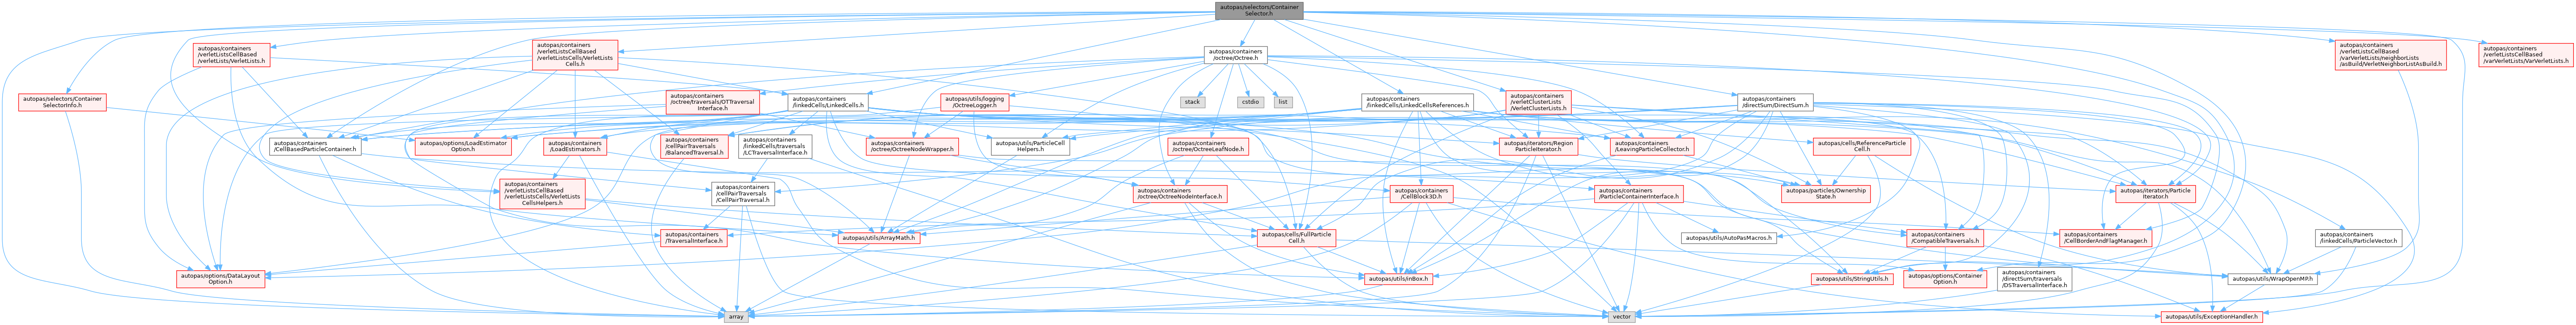 autopas/selectors/Container
Selector.h
autopas/containers
/verletListsCellBased
/verletLists/VerletLists.h
autopas/containers
/verletListsCellBased
/verletListsCells/VerletLists
Cells.h
autopas/containers
/octree/Octree.h
autopas/containers
/verletListsCellBased
/varVerletLists/neighborLists
/asBuild/VerletNeighborListAsBuild.h
autopas/containers
/verletListsCellBased
/varVerletLists/VarVerletLists.h
autopas/selectors/Container
SelectorInfo.h
autopas/containers
/octree/traversals/OTTraversal
Interface.h
autopas/containers
/linkedCells/LinkedCells.h
autopas/utils/logging
/OctreeLogger.h
stack
cstdio
list
autopas/containers
/linkedCells/LinkedCellsReferences.h
autopas/containers
/verletClusterLists
/VerletClusterLists.h
autopas/containers
/directSum/DirectSum.h
autopas/containers
/CellBasedParticleContainer.h
autopas/options/LoadEstimator
Option.h
autopas/containers
/LoadEstimators.h
autopas/containers
/cellPairTraversals
/BalancedTraversal.h
autopas/containers
/linkedCells/traversals
/LCTraversalInterface.h
autopas/containers
/octree/OctreeNodeWrapper.h
autopas/utils/ParticleCell
Helpers.h
autopas/containers
/octree/OctreeLeafNode.h
autopas/iterators/Region
ParticleIterator.h
autopas/containers
/LeavingParticleCollector.h
autopas/cells/ReferenceParticle
Cell.h
autopas/containers
/verletListsCellBased
/verletListsCells/VerletLists
CellsHelpers.h
autopas/containers
/cellPairTraversals
/CellPairTraversal.h
autopas/containers
/octree/OctreeNodeInterface.h
autopas/containers
/CellBlock3D.h
autopas/containers
/ParticleContainerInterface.h
autopas/particles/Ownership
State.h
autopas/iterators/Particle
Iterator.h
autopas/containers
/TraversalInterface.h
autopas/utils/ArrayMath.h
autopas/cells/FullParticle
Cell.h
autopas/utils/AutoPasMacros.h
autopas/containers
/CompatibleTraversals.h
autopas/containers
/CellBorderAndFlagManager.h
autopas/containers
/linkedCells/ParticleVector.h
autopas/options/DataLayout
Option.h
autopas/utils/inBox.h
autopas/utils/StringUtils.h
autopas/options/Container
Option.h
autopas/containers
/directSum/traversals
/DSTraversalInterface.h
autopas/utils/WrapOpenMP.h
array
vector
autopas/utils/ExceptionHandler.h